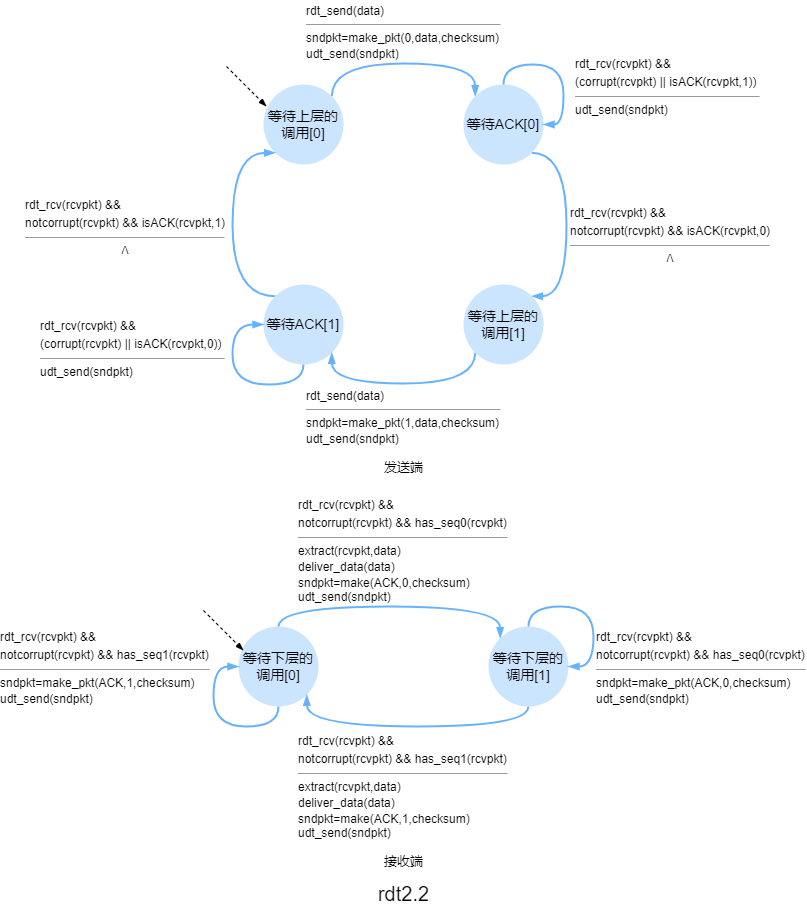 rdt_send(data)
sndpkt=make_pkt(0,data,checksum)
udt_send(sndpkt)
rdt_rcv(rcvpkt) &&
(corrupt(rcvpkt) || isACK(rcvpkt,1))
udt_send(sndpkt)
等待上层的
调用[0]
等待ACK[0]
rdt_rcv(rcvpkt) &&
notcorrupt(rcvpkt) && isACK(rcvpkt,1)
Λ
rdt_rcv(rcvpkt) &&
notcorrupt(rcvpkt) && isACK(rcvpkt,0)
Λ
等待ACK[1]
等待上层的
调用[1]
rdt_rcv(rcvpkt) &&
(corrupt(rcvpkt) || isACK(rcvpkt,0))
udt_send(sndpkt)
rdt_send(data)
sndpkt=make_pkt(1,data,checksum)
udt_send(sndpkt)
发送端
rdt_rcv(rcvpkt) &&
notcorrupt(rcvpkt) && has_seq0(rcvpkt)
extract(rcvpkt,data)
deliver_data(data)
sndpkt=make(ACK,0,checksum)
udt_send(sndpkt)
rdt_rcv(rcvpkt) &&
notcorrupt(rcvpkt) && has_seq1(rcvpkt)
sndpkt=make_pkt(ACK,1,checksum)
udt_send(sndpkt)
等待下层的
调用[0]
等待下层的
调用[1]
rdt_rcv(rcvpkt) &&
notcorrupt(rcvpkt) && has_seq0(rcvpkt)
sndpkt=make_pkt(ACK,0,checksum)
udt_send(sndpkt)
rdt_rcv(rcvpkt) &&
notcorrupt(rcvpkt) && has_seq1(rcvpkt)
extract(rcvpkt,data)
deliver_data(data)
sndpkt=make(ACK,1,checksum)
udt_send(sndpkt)
接收端
rdt2.2